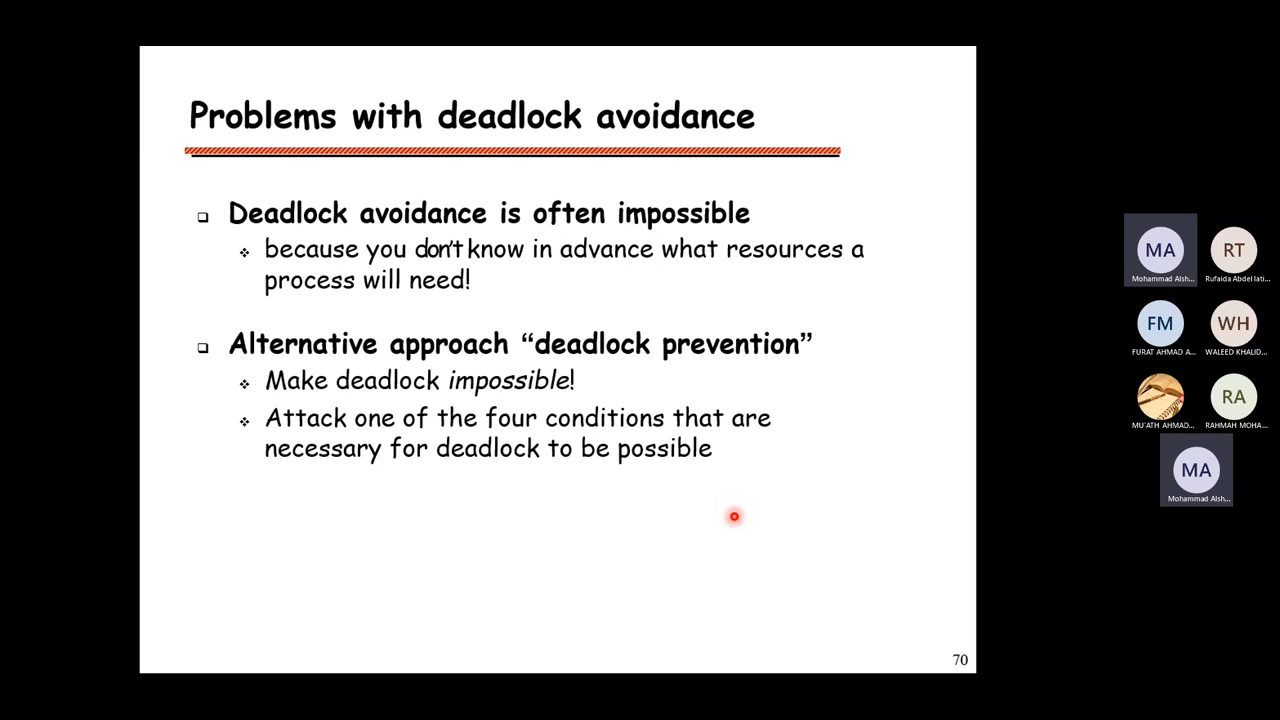 Problems with deadlock avoidance
Deadlock avoidance is often impossible
because you don't know in advance what resources a
process will need!
Alternative approach “deadlock prevention”
Make deadlock impossible!
Attack one of the four conditions that are
necessary for deadlock to be possible
70
MA
Mohammad Alsh...
RT
Rufaida Abdel lati...
FM
FURAT AHMAD A...
WH
WALEED KHALID...
MU'ATH AHMAD...
RA
RAHMAH MOHA...
MA
Mohammad Alsh...